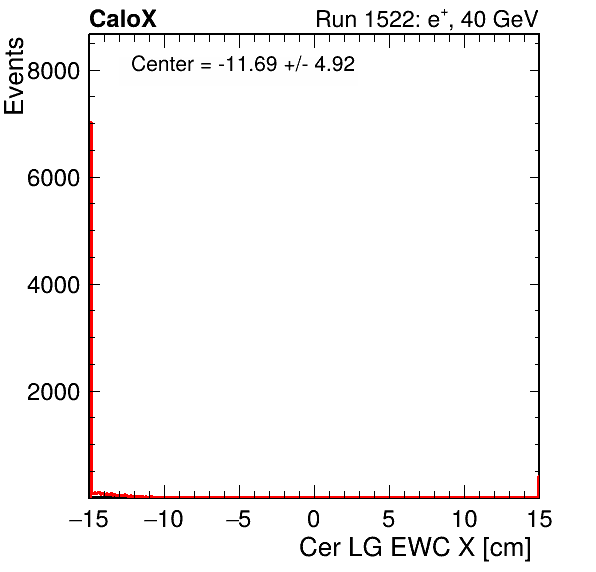 CaloX
Run 1522: e+, 40 GeV
Center = -11.69 +/- 4.92
Events
8000
6000
4000
2000
−15 −10 −5 0 5 10 15
Cer LG EWC X [cm]